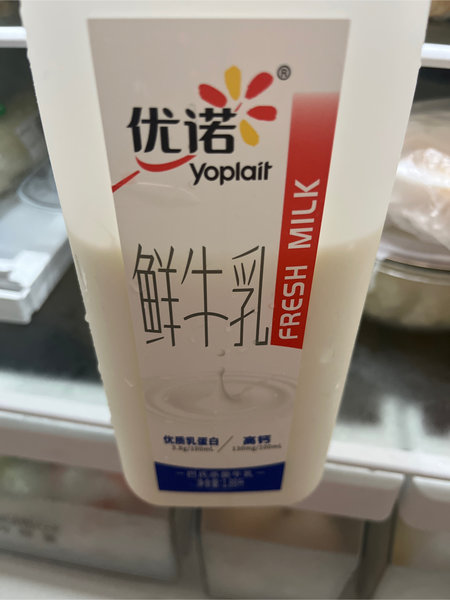 ®
优诺
yoplait
FRESH MILK
鲜牛乳
优质乳蛋白 / 高钙
巴氏杀菌牛乳